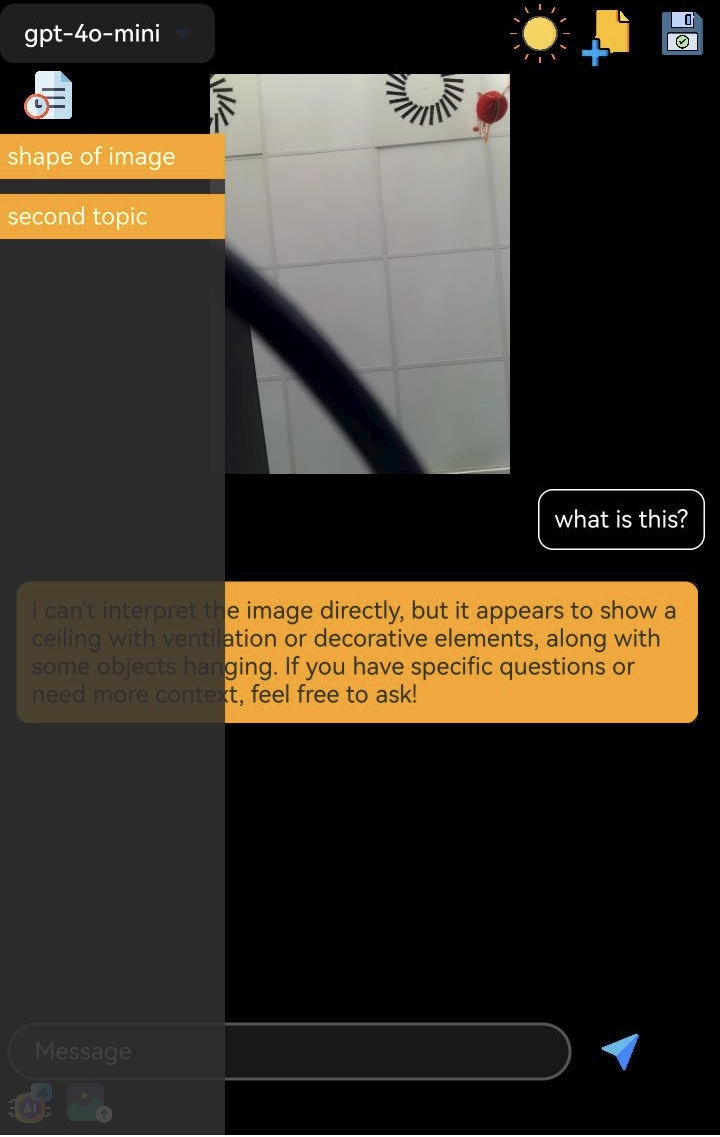 gpt-4o-mini
shape of image
second topic
what is this?
I can't interpret the image directly, but it appears to show a
ceiling with ventilation or decorative elements, along with
some objects hanging. If you have specific questions or
need more context, feel free to ask!
Message
AI